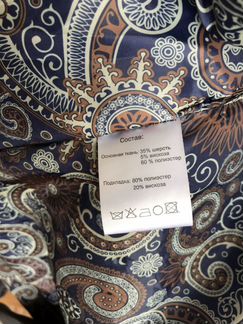 Состав:
Основная ткань: 35% шерсть
5% вискоза
60 % полиэстер
Подкладка: 80% полиэстер
20% вискоза